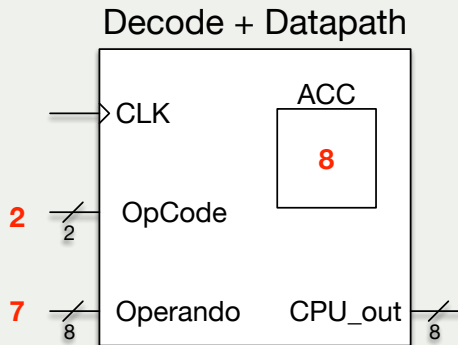 Decode + Datapath
CLK
ACC
8
2
2
OpCode
7
8
Operando
CPU_out
8